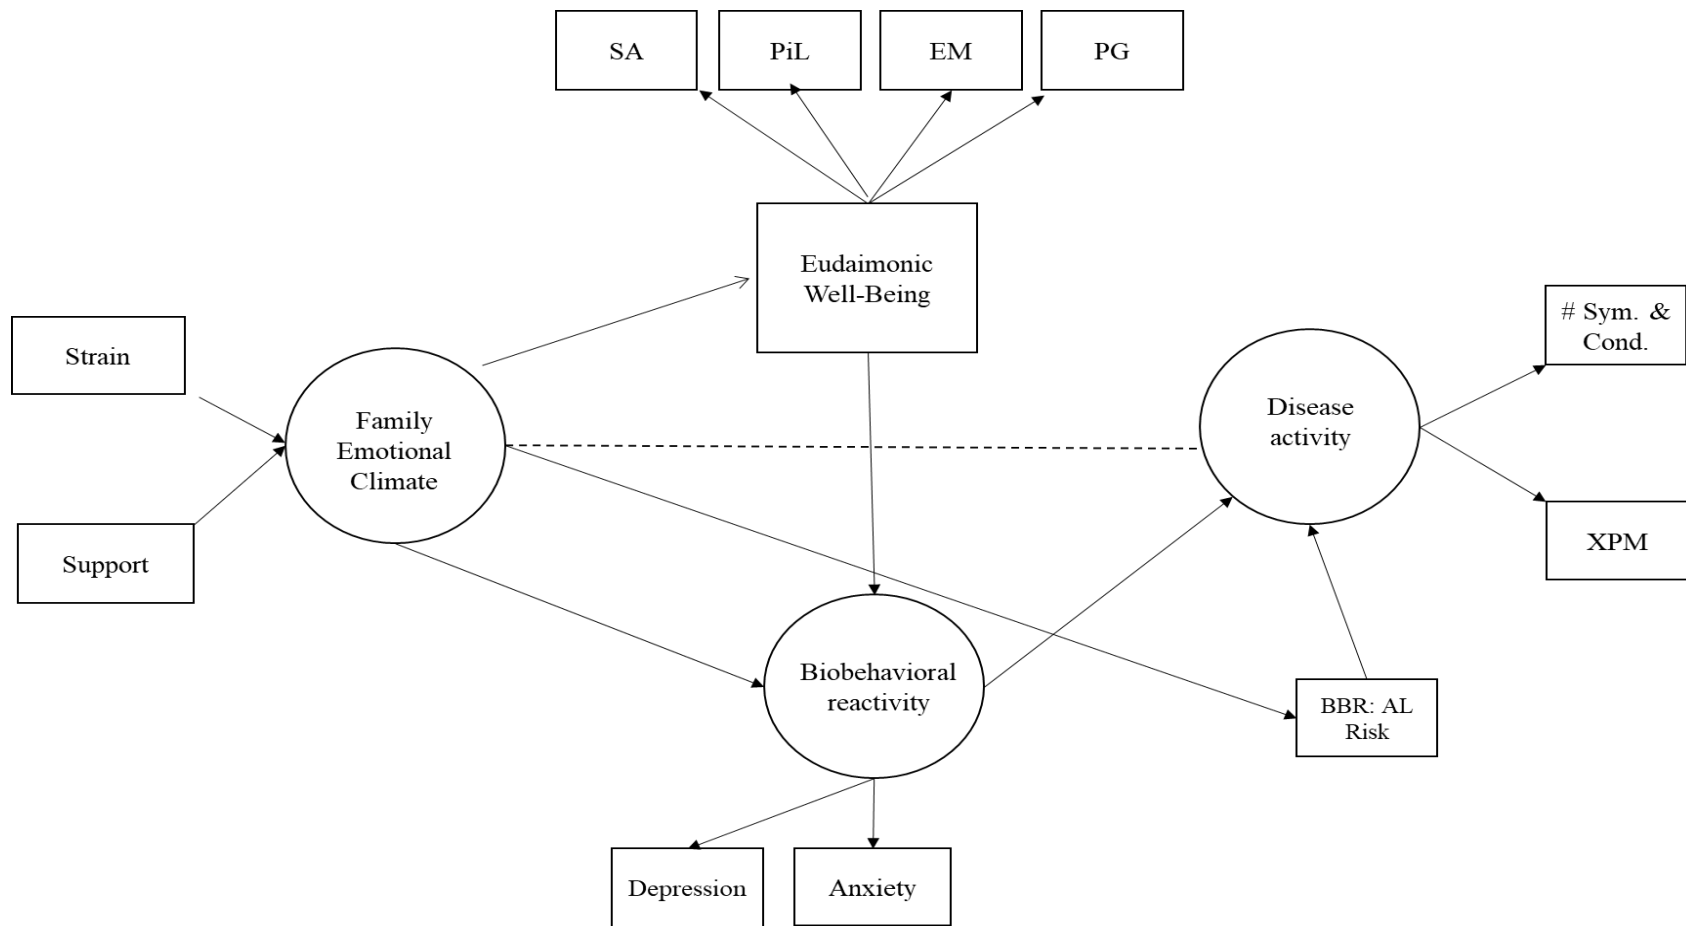 SA
PiL
EM
PG
Eudaimonic
Well-Being
# Sym. &
Cond.
Strain
Disease
activity
Family
Emotional
Climate
XPM
Support
Biobehavioral
reactivity
BBR: AL
Risk
Depression
Anxiety